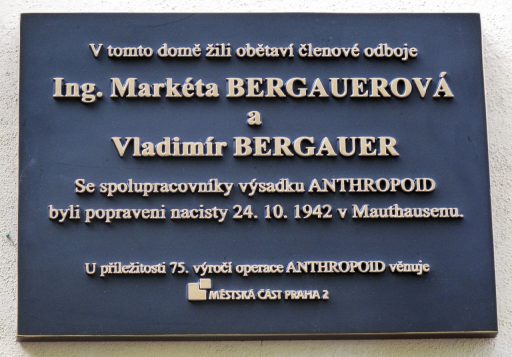 V tomto domě žili obětaví členové odboje
Ing. Markéta BERGAUEROVÁ
a
Vladimír BERGAUER
Se spolupracovníky výsadku ANTHROPOID
byli popraveni nacisty 24. 10. 1942 v Mauthausenu.
U příležitosti 75. výročí operace ANTHROPOID věnuje
MĚSTSKÁ ČÁST PRAHA 2